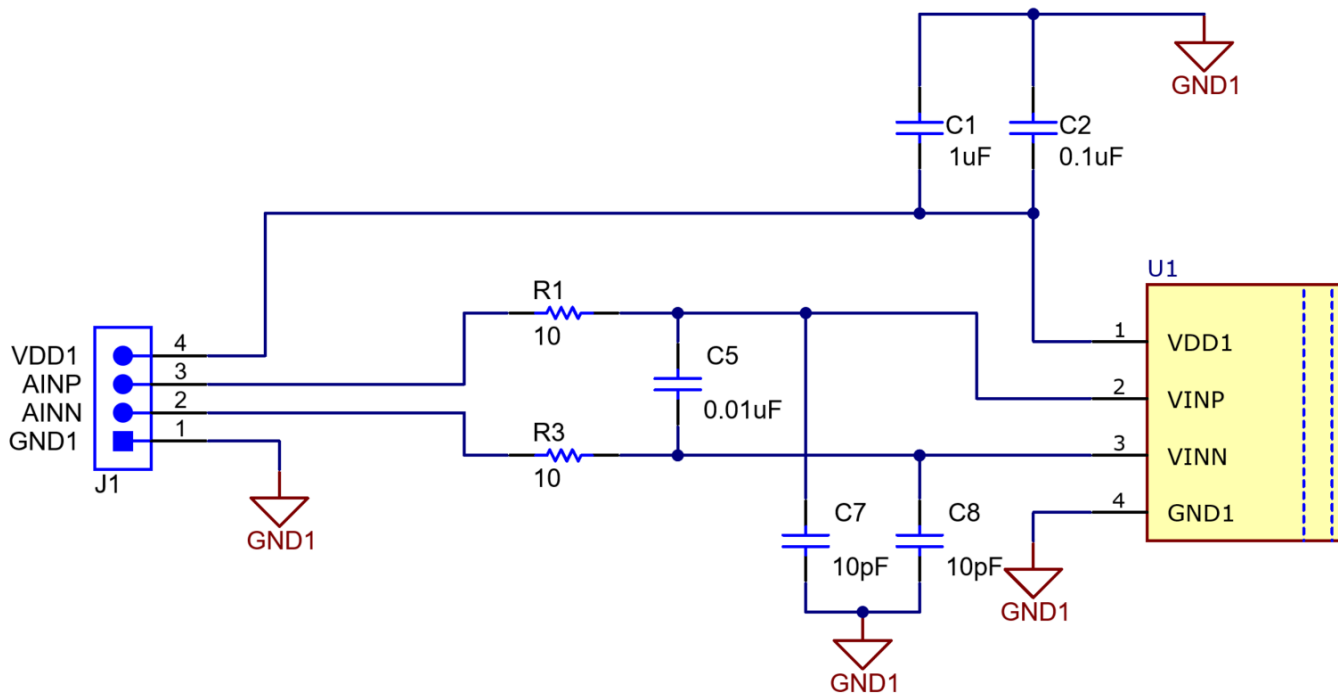 GND1
C1
1uF
C2
0.1uF
U1
R1
10
VDD1
4
AINP
3
AINN
2
GND1
1
J1
GND1
C5
0.01uF
R3
10
1
VDD1
2
VINP
3
VINN
4
GND1
C7
10pF
C8
10pF
GND1
GND1